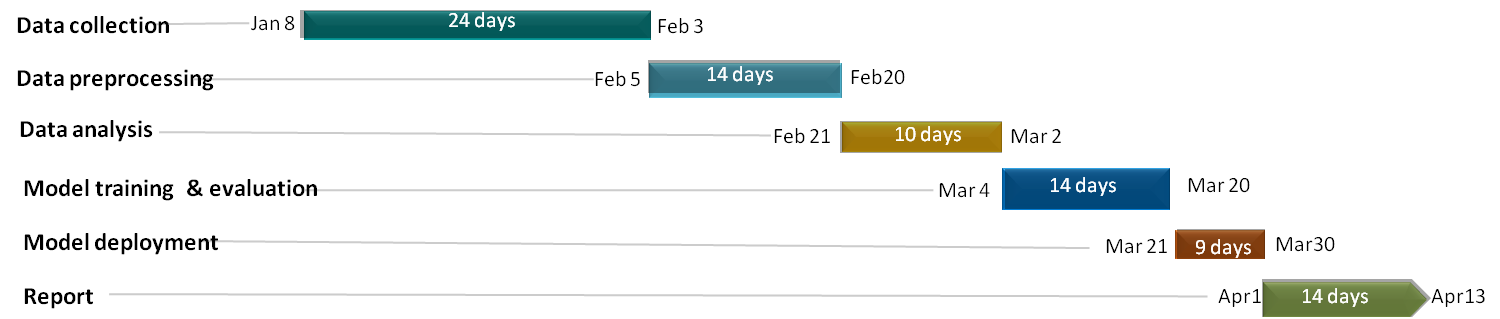 Data collection Jan 8 24 days Feb 3
Data preprocessing Feb 5 14 days Feb20
Data analysis Feb 21 10 days Mar 2
Model training & evaluation Mar 4 14 days Mar 20
Model deployment Mar 21 9 days Mar30
Report Apr1 14 days Apr13